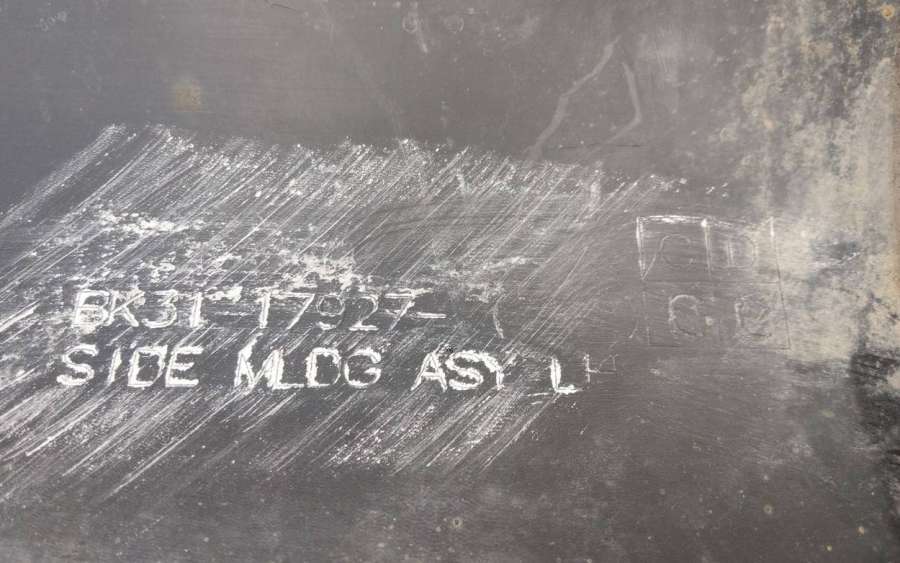 BK31-17927-
SIDE MLDG ASY LH